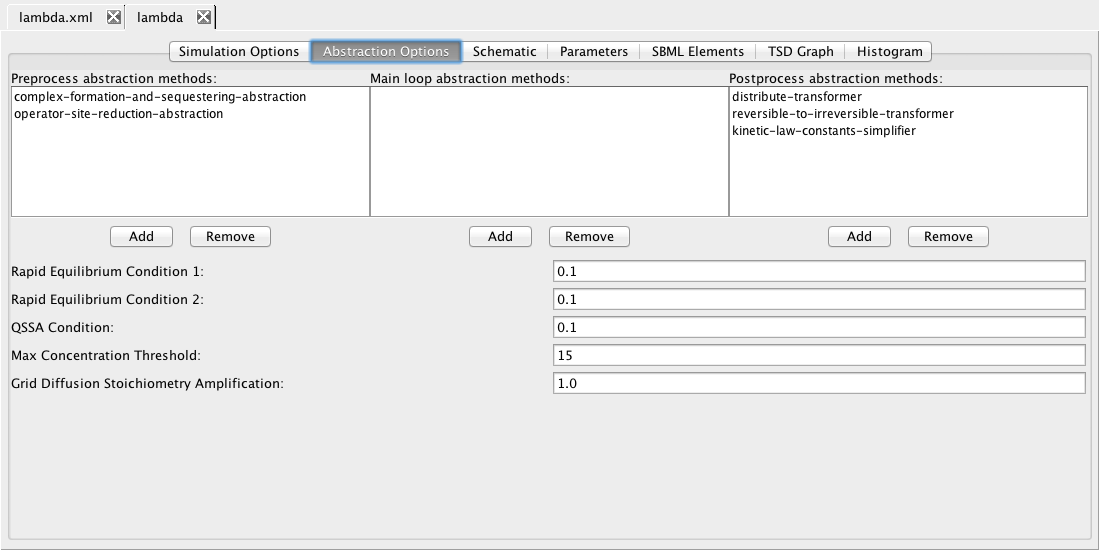 lambda.xml lambda
Simulation Options Abstraction Options Schematic Parameters SBML Elements TSD Graph Histogram
Preprocess abstraction methods: Main loop abstraction methods: Postprocess abstraction methods:
complex-formation-and-sequestering-abstraction distribute-transformer
operator-site-reduction-abstraction reversible-to-irreversible-transformer
kinetic-law-constants-simplifier
Add Remove Add Remove Add Remove
Rapid Equilibrium Condition 1: 0.1
Rapid Equilibrium Condition 2: 0.1
QSSA Condition: 0.1
Max Concentration Threshold: 15
Grid Diffusion Stoichiometry Amplification: 1.0